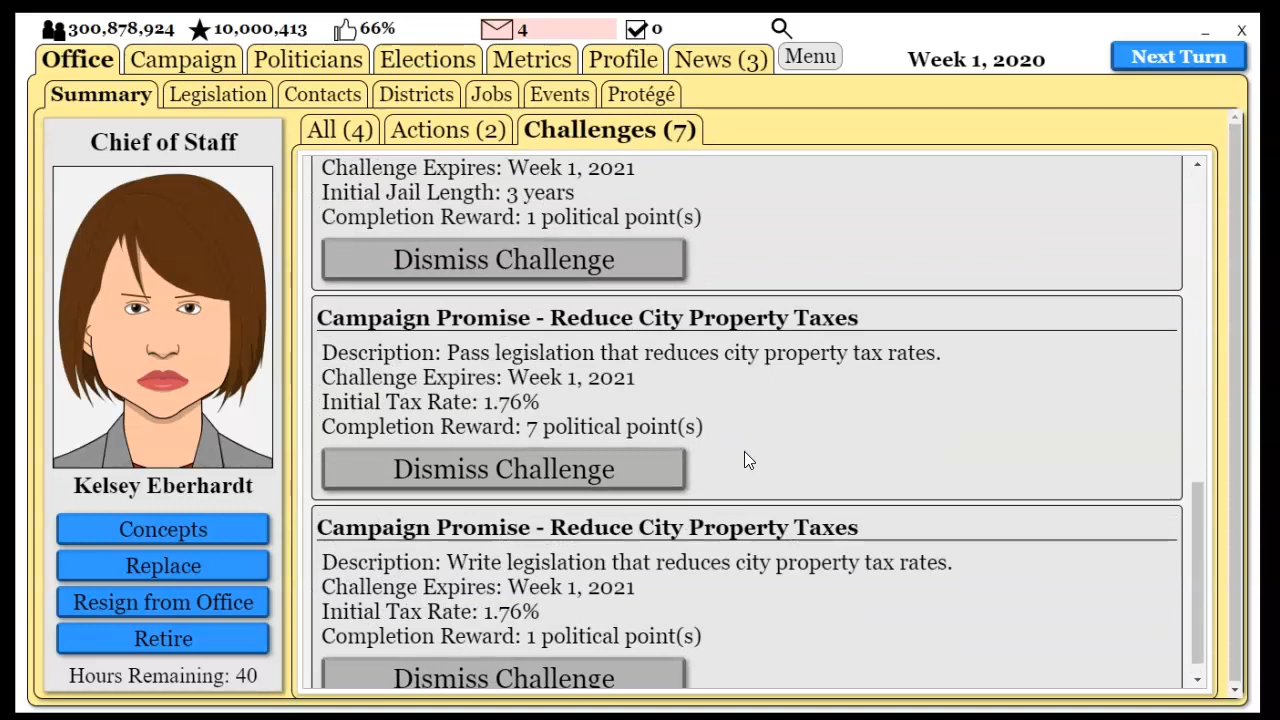 300,878,924 10,000,413 66% 4 0
_ X
Office Campaign Politicians Elections Metrics Profile News (3) Menu Week 1, 2020 Next Turn
Summary Legislation Contacts Districts Jobs Events Protégé
Chief of Staff
Kelsey Eberhardt
Concepts
Replace
Resign from Office
Retire
Hours Remaining: 40
All (4) Actions (2) Challenges (7)
Challenge Expires: Week 1, 2021
Initial Jail Length: 3 years
Completion Reward: 1 political point(s)
Dismiss Challenge
Campaign Promise - Reduce City Property Taxes
Description: Pass legislation that reduces city property tax rates.
Challenge Expires: Week 1, 2021
Initial Tax Rate: 1.76%
Completion Reward: 7 political point(s)
Dismiss Challenge
Campaign Promise - Reduce City Property Taxes
Description: Write legislation that reduces city property tax rates.
Challenge Expires: Week 1, 2021
Initial Tax Rate: 1.76%
Completion Reward: 1 political point(s)
Dismiss Challenge